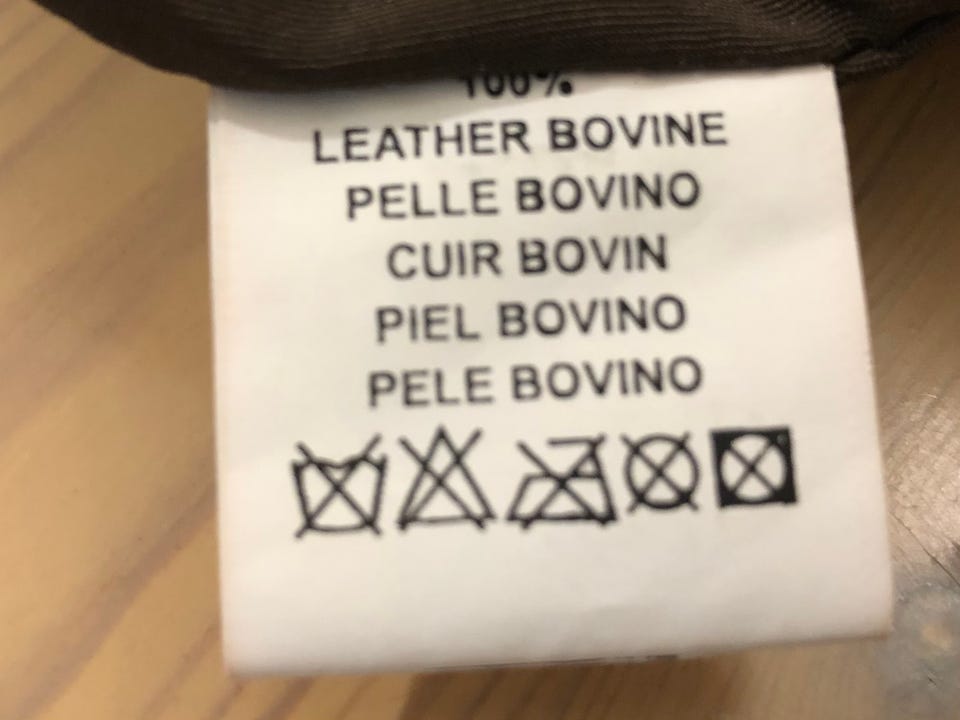 100%
LEATHER BOVINE
PELLE BOVINO
CUIR BOVIN
PIEL BOVINO
PELE BOVINO